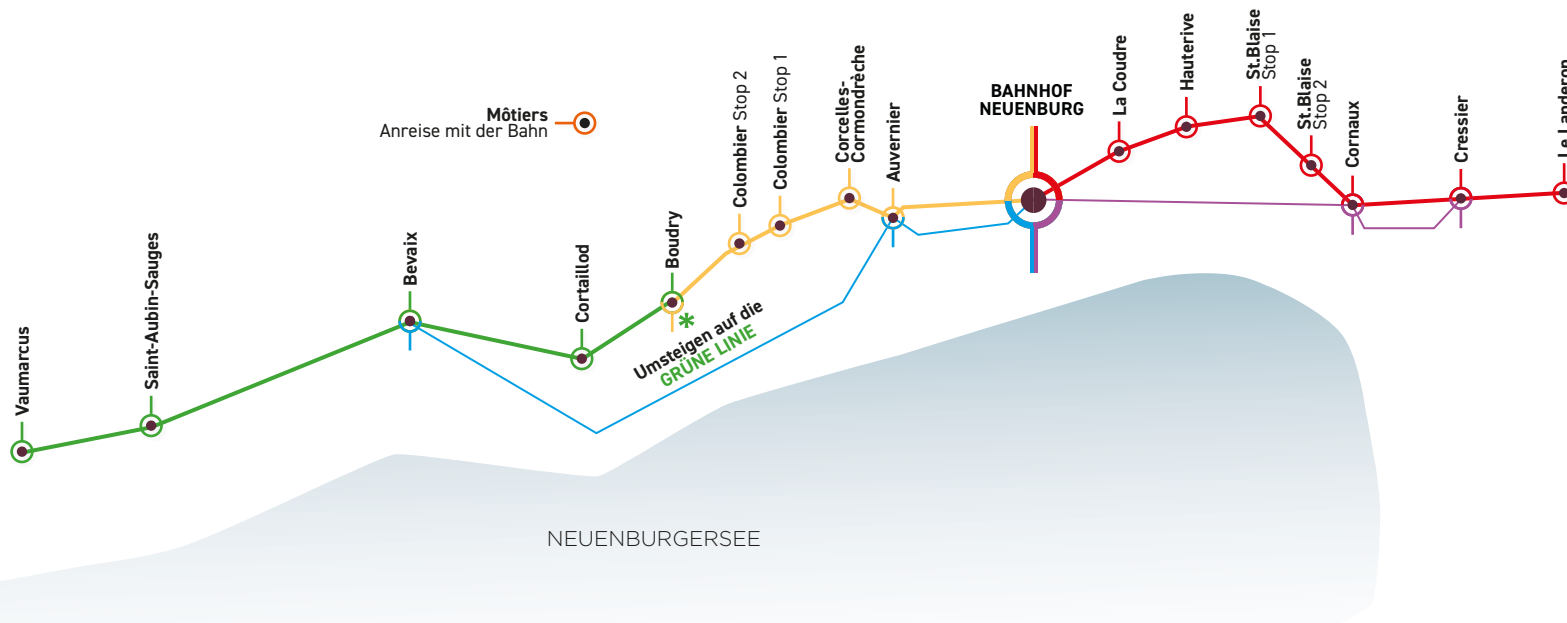 Vaumarcus
Saint-Aubin-Sauges
Bevaix
Môtiers
Anreise mit der Bahn
Cortaillod
Boudry
*
Umsteigen auf die
GRÜNE LINIE
Colombier Stop 2
Colombier Stop 1
Corcelles-
Cormondrèche
Auvernier
BAHNHOF
NEUENBURG
La Coudre
Hauterive
St.Blaise
Stop 1
St.Blaise
Stop 2
Cornaux
Cressier
Le Landeron
NEUENBURGERSEE